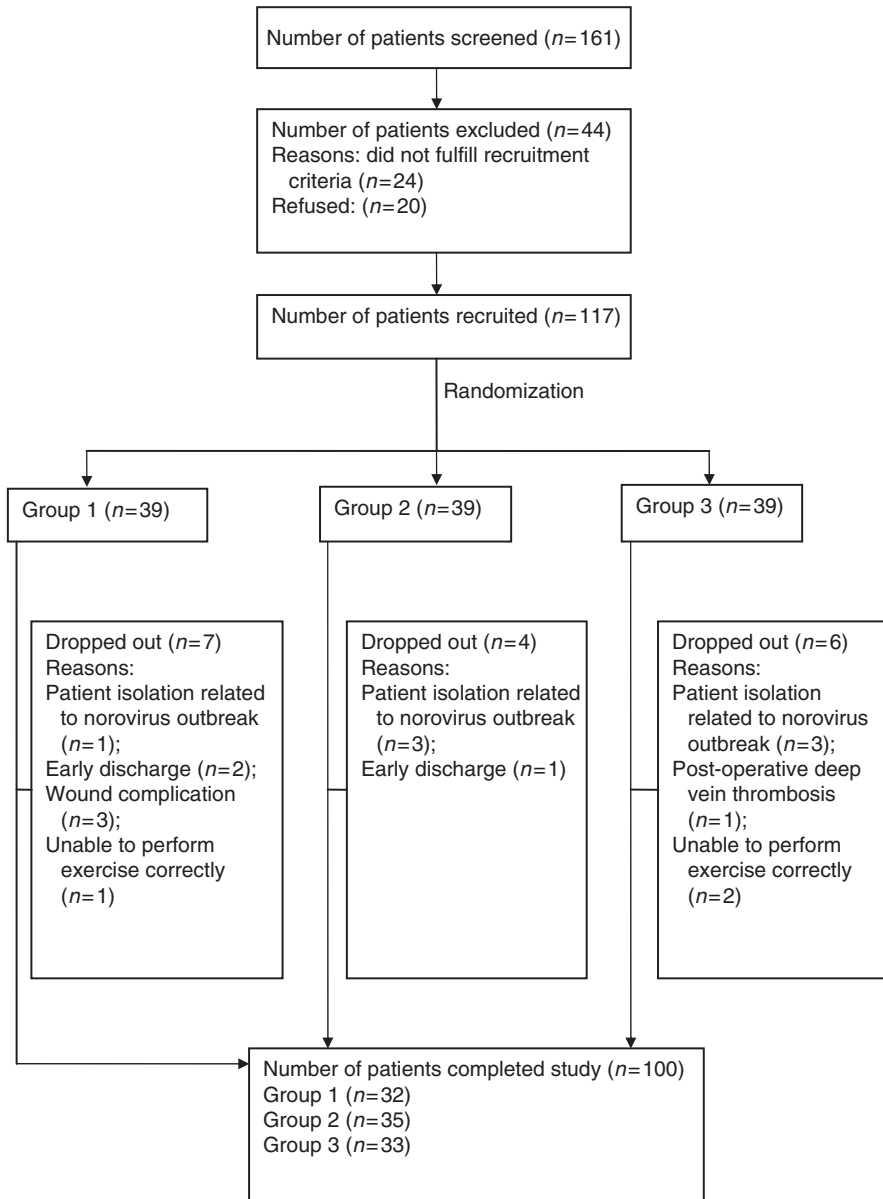 Number of patients screened (n=161)
Number of patients excluded (n=44)
Reasons: did not fulfill recruitment
criteria (n=24)
Refused: (n=20)
Number of patients recruited (n=117)
Randomization
Group 1 (n=39)
Group 2 (n=39)
Group 3 (n=39)
Dropped out (n=7)
Reasons:
Patient isolation related
to norovirus outbreak
(n=1);
Early discharge (n=2);
Wound complication
(n=3);
Unable to perform
exercise correctly
(n=1)
Dropped out (n=4)
Reasons:
Patient isolation related
to norovirus outbreak
(n=3);
Early discharge (n=1)
Dropped out (n=6)
Reasons:
Patient isolation
related to norovirus
outbreak (n=3);
Post-operative deep
vein thrombosis
(n=1);
Unable to perform
exercise correctly
(n=2)
Number of patients completed study (n=100)
Group 1 (n=32)
Group 2 (n=35)
Group 3 (n=33)